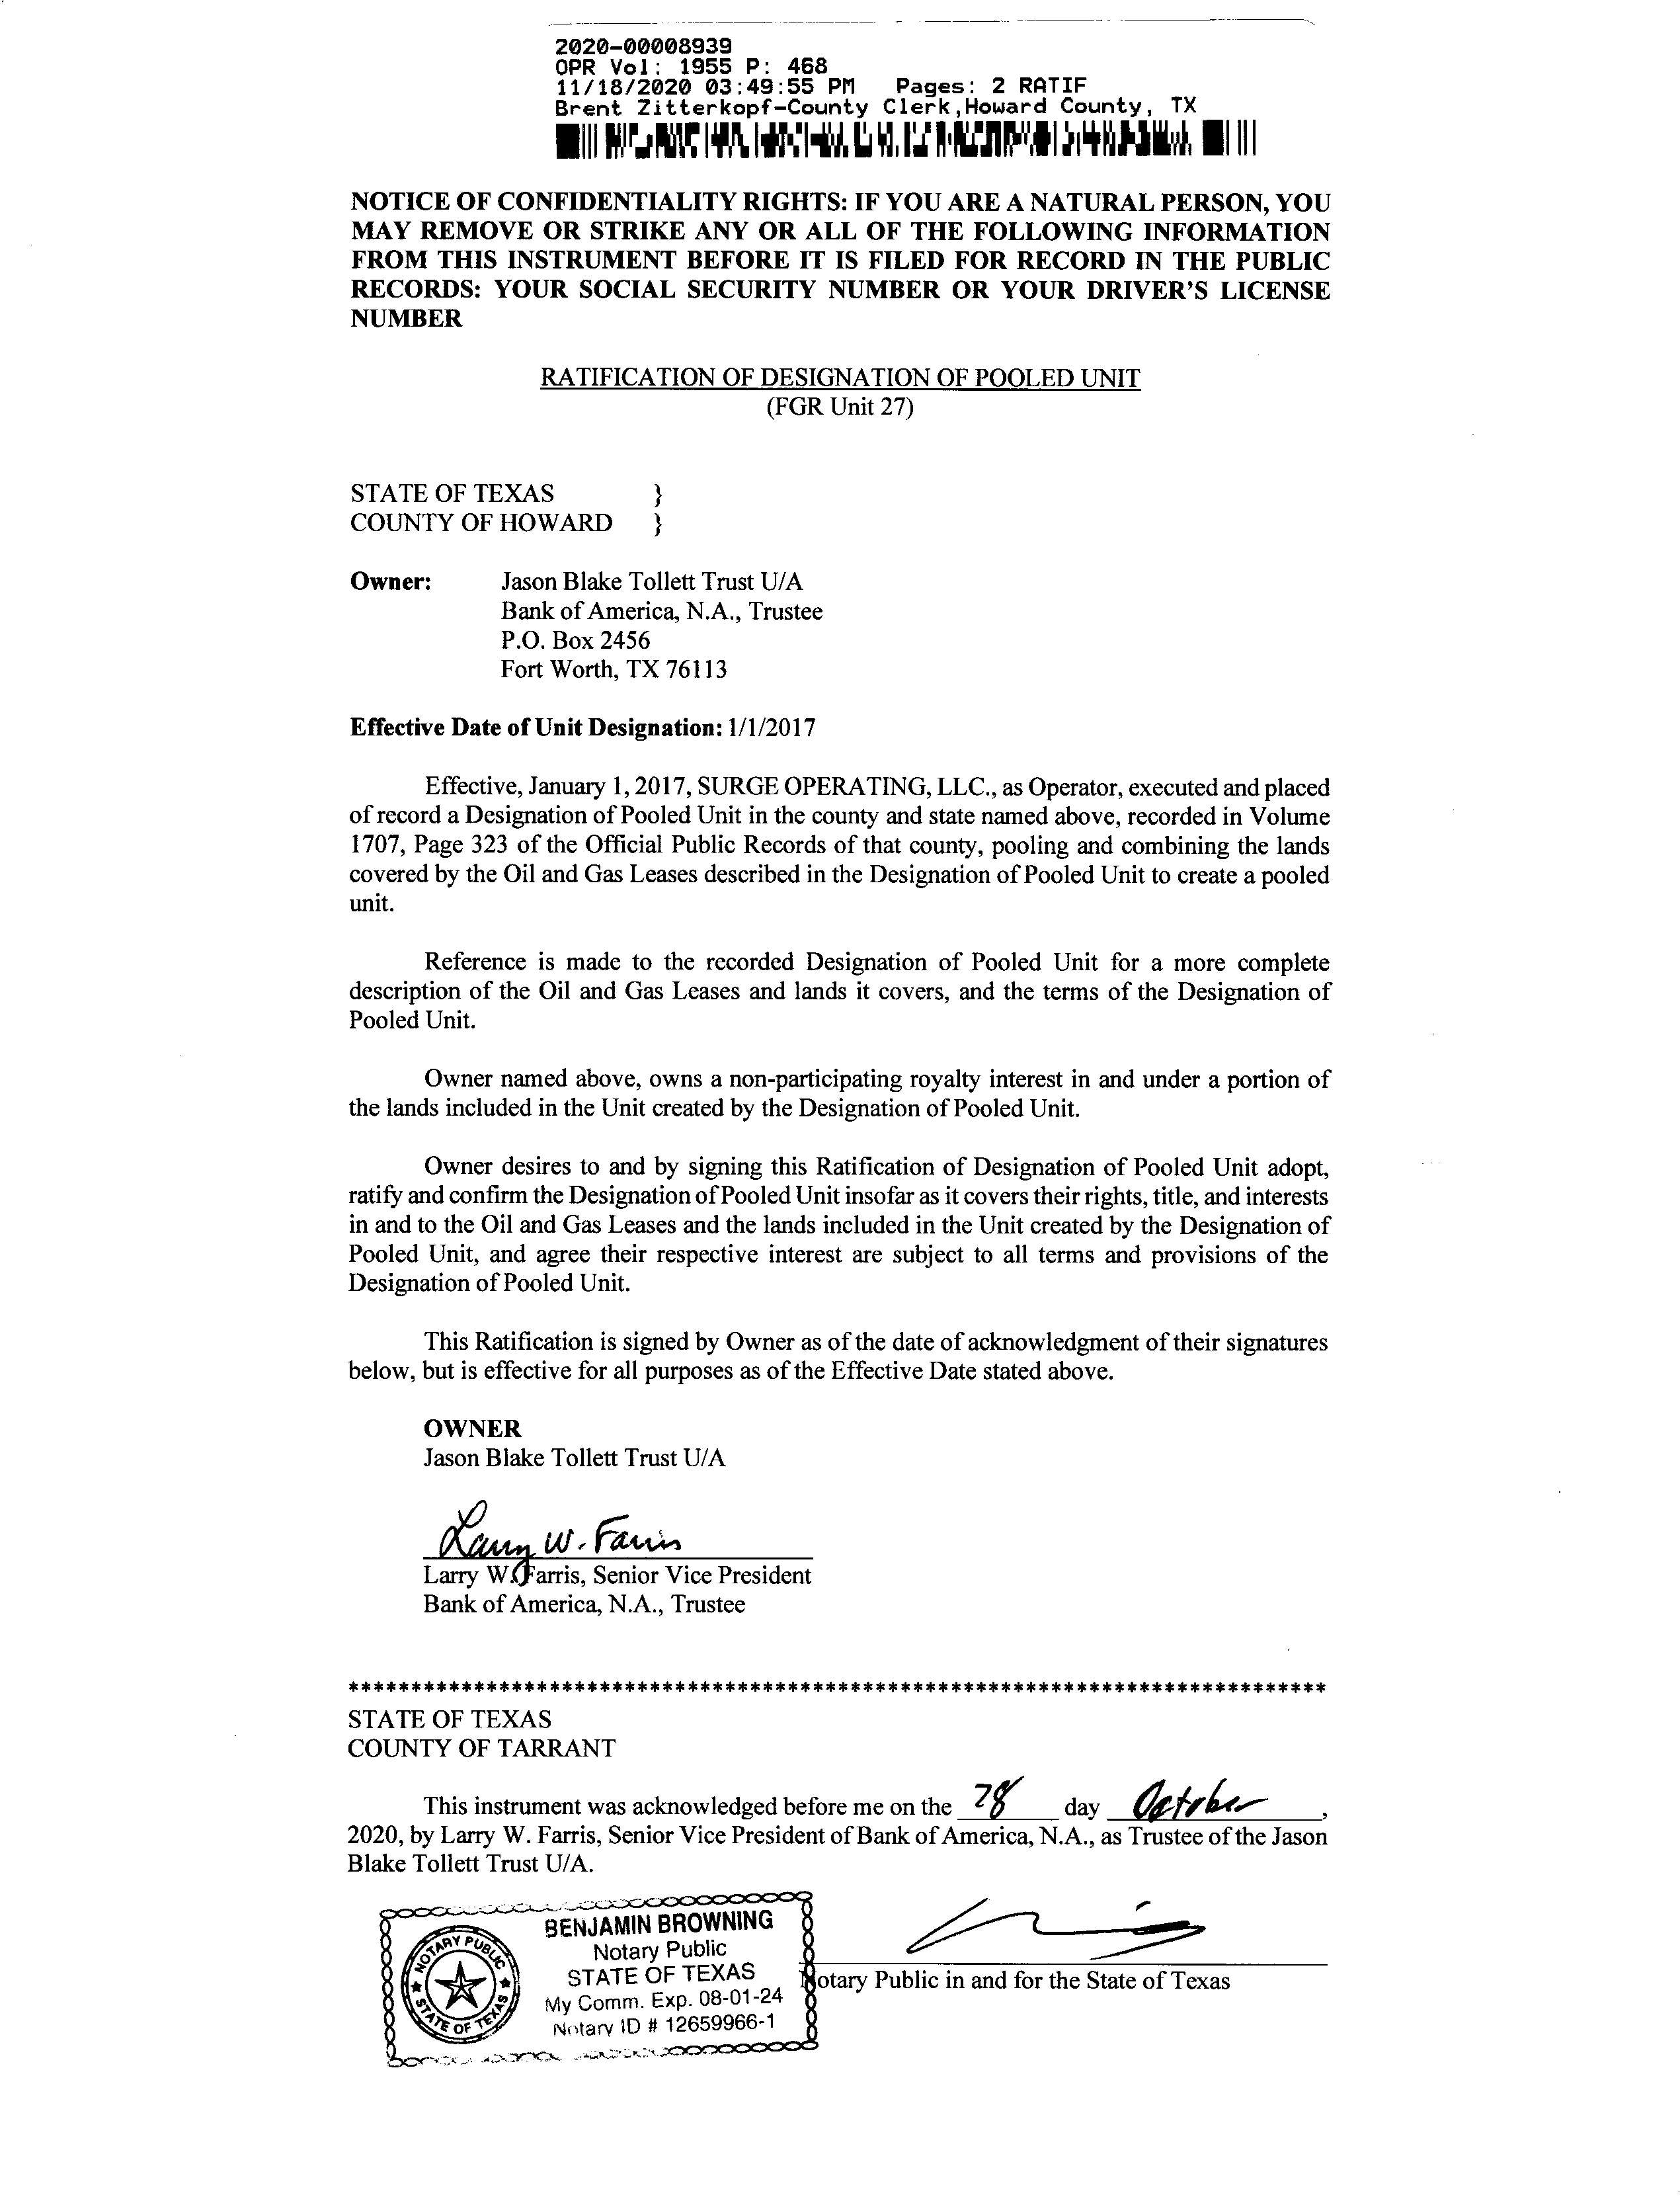 2020-00008939
OPR Vol: 1955 P: 468
11/18/2020 03:49:55 PM Pages: 2 RATIF
Brent Zitterkopf-County Clerk,Howard County, TX
NOTICE OF CONFIDENTIALITY RIGHTS: IF YOU ARE A NATURAL PERSON, YOU
MAY REMOVE OR STRIKE ANY OR ALL OF THE FOLLOWING INFORMATION
FROM THIS INSTRUMENT BEFORE IT IS FILED FOR RECORD IN THE PUBLIC
RECORDS: YOUR SOCIAL SECURITY NUMBER OR YOUR DRIVER'S LICENSE
NUMBER
RATIFICATION OF DESIGNATION OF POOLED UNIT
(FGR Unit 27)
STATE OF TEXAS }
COUNTY OF HOWARD }
Owner: Jason Blake Tollett Trust U/A
Bank of America, N.A., Trustee
P.O. Box 2456
Fort Worth, TX 76113
Effective Date of Unit Designation: 1/1/2017
Effective, January 1, 2017, SURGE OPERATING, LLC., as Operator, executed and placed
of record a Designation of Pooled Unit in the county and state named above, recorded in Volume
1707, Page 323 of the Official Public Records of that county, pooling and combining the lands
covered by the Oil and Gas Leases described in the Designation of Pooled Unit to create a pooled
unit.
Reference is made to the recorded Designation of Pooled Unit for a more complete
description of the Oil and Gas Leases and lands it covers, and the terms of the Designation of
Pooled Unit.
Owner named above, owns a non-participating royalty interest in and under a portion of
the lands included in the Unit created by the Designation of Pooled Unit.
Owner desires to and by signing this Ratification of Designation of Pooled Unit adopt,
ratify and confirm the Designation of Pooled Unit insofar as it covers their rights, title, and interests
in and to the Oil and Gas Leases and the lands included in the Unit created by the Designation of
Pooled Unit, and agree their respective interest are subject to all terms and provisions of the
Designation of Pooled Unit.
This Ratification is signed by Owner as of the date of acknowledgment of their signatures
below, but is effective for all purposes as of the Effective Date stated above.
OWNER
Jason Blake Tollett Trust U/A
Larry W. Farris
Larry W. Farris, Senior Vice President
Bank of America, N.A., Trustee
******************************************************************************
STATE OF TEXAS
COUNTY OF TARRANT
This instrument was acknowledged before me on the 28 day October,
2020, by Larry W. Farris, Senior Vice President of Bank of America, N.A., as Trustee of the Jason
Blake Tollett Trust U/A.
BENJAMIN BROWNING
Notary Public
STATE OF TEXAS
My Comm. Exp. 08-01-24
Notary ID # 12659966-1
NOTARY PUBLIC
STATE OF TEXAS
Notary Public in and for the State of Texas